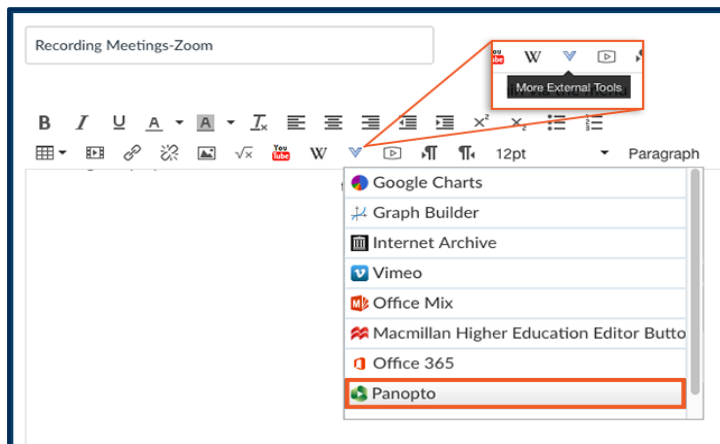 Recording Meetings-Zoom
You Tube W
More External Tools
B I U A A Tx x² x₂
√x You Tube W 12pt Paragraph
Google Charts
Graph Builder
Internet Archive
Vimeo
Office Mix
Macmillan Higher Education Editor Butto
Office 365
Panopto